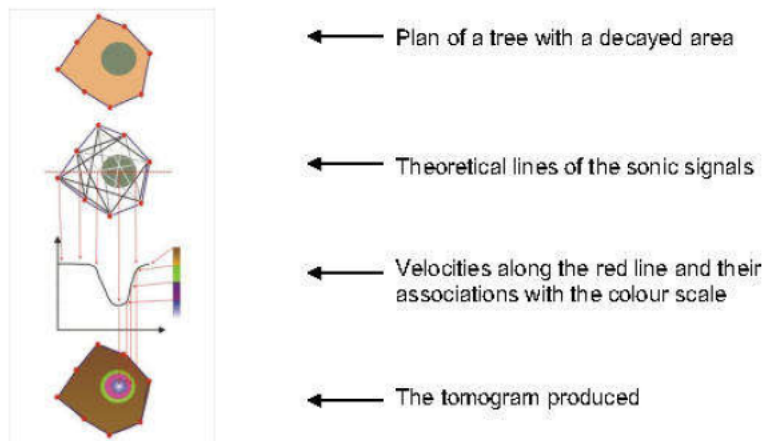 Plan of a tree with a decayed area
Theoretical lines of the sonic signals
Velocities along the red line and their
associations with the colour scale
The tomogram produced